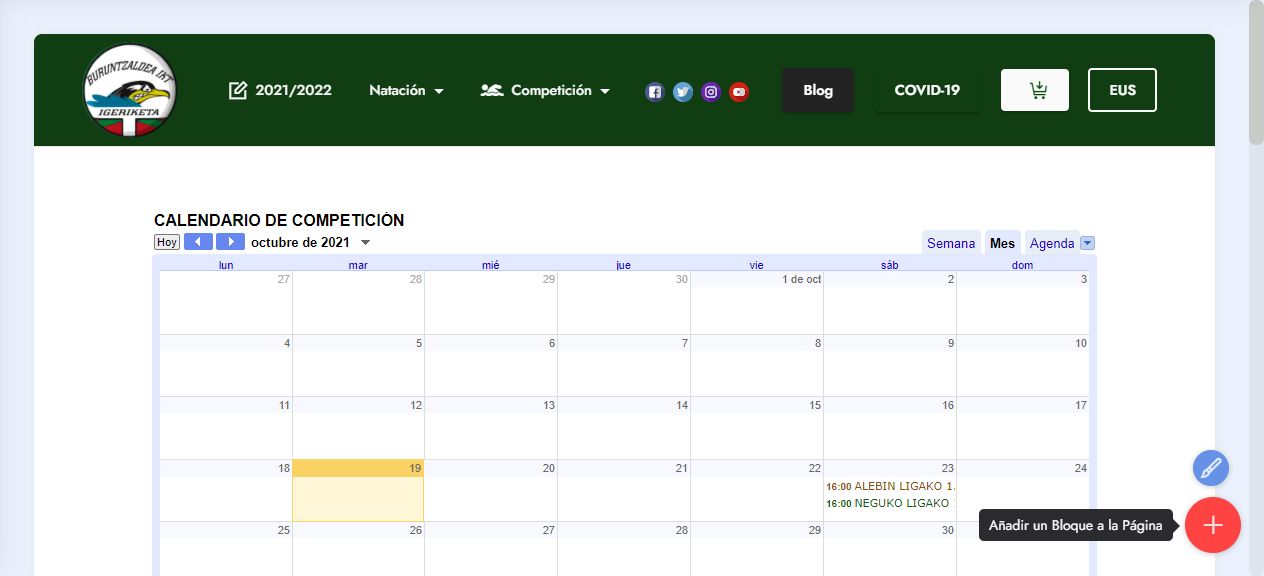 BURUNTZALDEA IKT
IGERIKETA
2021/2022 Natación Competición Blog COVID-19 EUS
CALENDARIO DE COMPETICIÓN
Hoy octubre de 2021 Semana Mes Agenda
lun mar mié jue vie sáb dom
27 28 29 30 1 de oct 2 3
4 5 6 7 8 9 10
11 12 13 14 15 16 17
18 19 20 21 22 23 24
16:00 ALEBIN LIGAKO 1.
16:00 NEGUKO LIGAKO
Añadir un Bloque a la Página
25 26 27 28 29 30